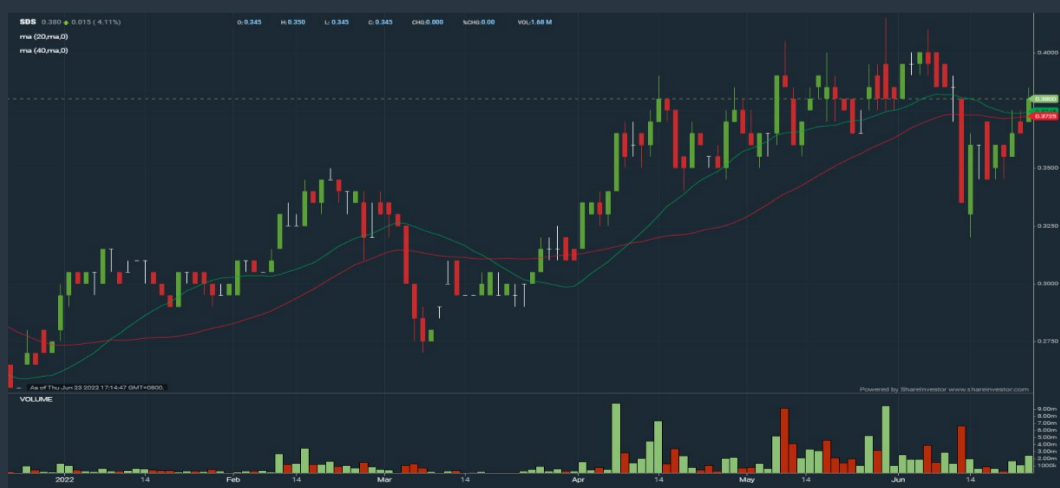 SDS 0.380 0.015 ( 4.11%) O: 0.345 H: 0.350 L: 0.345 C: 0.345 CHG:0.000 %CHG:0.00 VOL:1.68 M
ma (20,ma,0)
ma (40,ma,0)
0.4000
0.3800
0.3725
0.3500
0.3250
0.3000
0.2750
As of Thu Jun 23 2022 17:14:47 GMT+0800,
Powered by ShareInvestor www.shareinvestor.com
VOLUME
9.00m
8.00m
7.00m
6.00m
5.00m
4.00m
3.00m
2.00m
1000k
2022 14 Feb 14 Mar 14 Apr 14 May 14 Jun 14